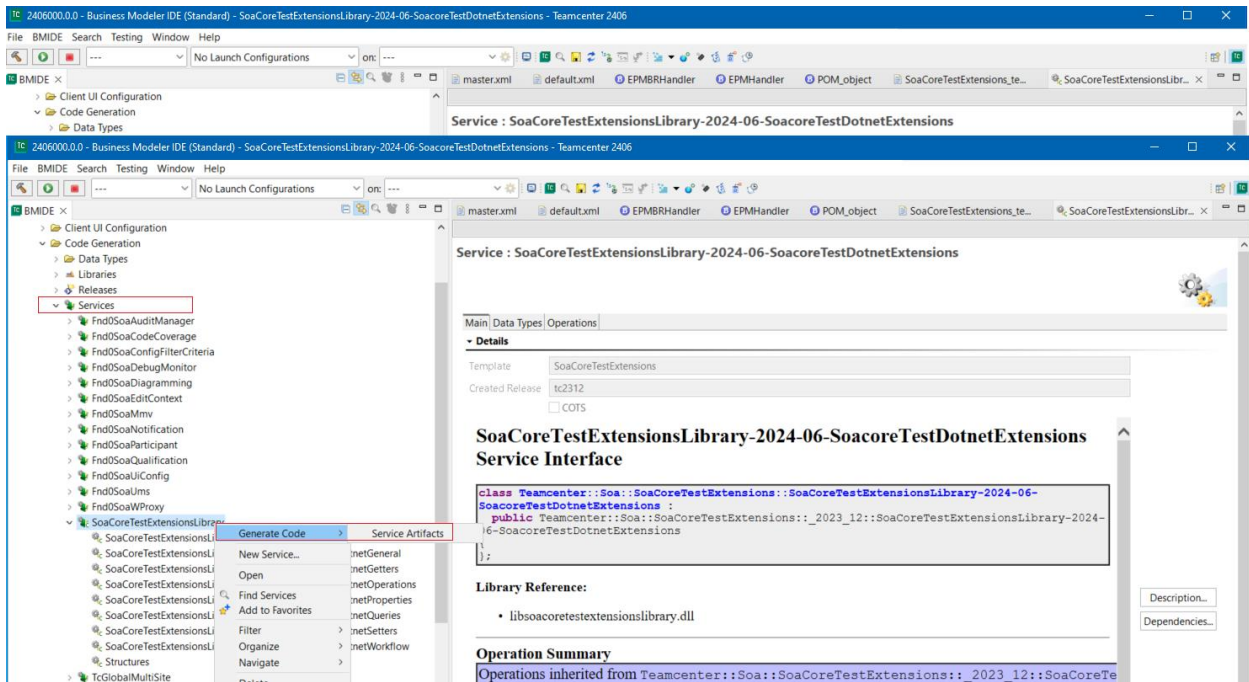 2406000.0.0 - Business Modeler IDE (Standard) - SoaCoreTestExtensionsLibrary-2024-06-SoacoreTestDotnetExtensions - Teamcenter 2406
File BMIDE Search Testing Window Help
--- No Launch Configurations on: ---
BMIDE
master.xml default.xml EPMBRHandler EPMHandler POM_object SoaCoreTestExtensions_te... SoaCoreTestExtensionsLibr...
Client UI Configuration
Code Generation
Data Types
Service : SoaCoreTestExtensionsLibrary-2024-06-SoacoreTestDotnetExtensions
2406000.0.0 - Business Modeler IDE (Standard) - SoaCoreTestExtensionsLibrary-2024-06-SoacoreTestDotnetExtensions - Teamcenter 2406
File BMIDE Search Testing Window Help
--- No Launch Configurations on: ---
BMIDE
master.xml default.xml EPMBRHandler EPMHandler POM_object SoaCoreTestExtensions_te... SoaCoreTestExtensionsLibr...
Client UI Configuration
Code Generation
Data Types
Libraries
Releases
Services
Fnd0SoaAuditManager
Fnd0SoaCodeCoverage
Fnd0SoaConfigFilterCriteria
Fnd0SoaDebugMonitor
Fnd0SoaDiagramming
Fnd0SoaEditContext
Fnd0SoaMmv
Fnd0SoaNotification
Fnd0SoaParticipant
Fnd0SoaQualification
Fnd0SoaUiConfig
Fnd0SoaUms
Fnd0SoaWProxy
SoaCoreTestExtensionsLibrary
SoaCoreTestExtensionsLi
SoaCoreTestExtensionsLi tnetGeneral
SoaCoreTestExtensionsLi tnetGetters
SoaCoreTestExtensionsLi tnetOperations
SoaCoreTestExtensionsLi tnetProperties
SoaCoreTestExtensionsLi tnetQueries
SoaCoreTestExtensionsLi tnetSetters
SoaCoreTestExtensionsLi tnetWorkflow
Structures
TcGlobalMultiSite
Generate Code
Service Artifacts
New Service...
Open
Find Services
Add to Favorites
Filter
Organize
Navigate
Delete
Service : SoaCoreTestExtensionsLibrary-2024-06-SoacoreTestDotnetExtensions
Main Data Types Operations
Details
Template SoaCoreTestExtensions
Created Release tc2312
COTS
SoaCoreTestExtensionsLibrary-2024-06-SoacoreTestDotnetExtensions
Service Interface
class Teamcenter::Soa::SoaCoreTestExtensions::SoaCoreTestExtensionsLibrary-2024-06-
SoacoreTestDotnetExtensions :
public Teamcenter::Soa::SoaCoreTestExtensions::_2023_12::SoaCoreTestExtensionsLibrary-2024-
06-SoacoreTestDotnetExtensions
{
};
Library Reference:
• libsoacoretestextensionslibrary.dll
Description...
Dependencies...
Operation Summary
Operations inherited from Teamcenter::Soa::SoaCoreTestExtensions::_2023_12::SoaCoreTe